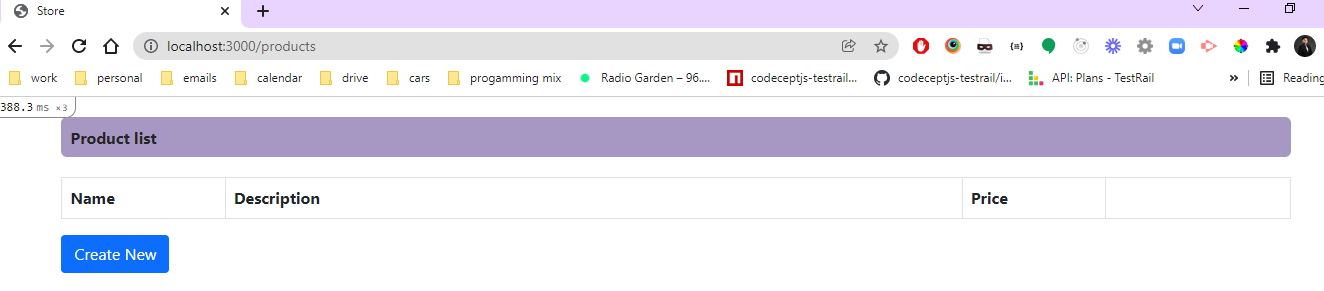 Store
localhost:3000/products
work personal emails calendar drive cars progamming mix Radio Garden – 96.... codeceptjs-testrail... codeceptjs-testrail/i... API: Plans - TestRail » Reading
388.3 ms ×3
Product list
Name Description Price
Create New